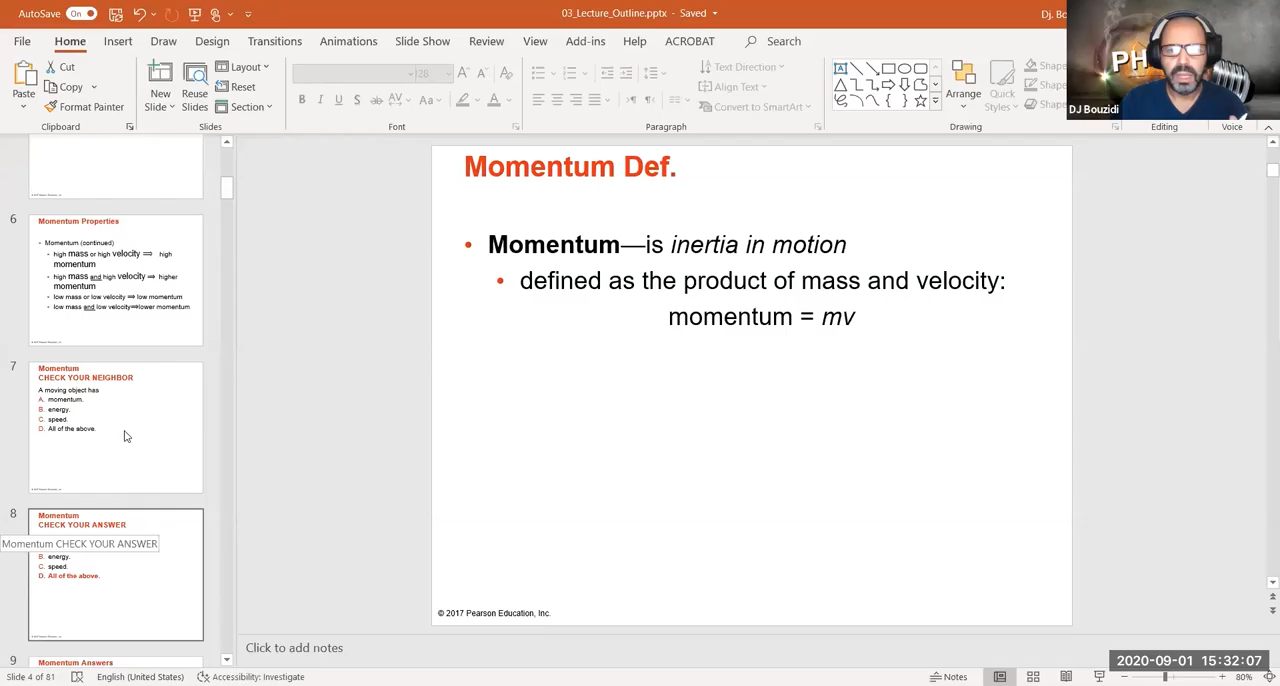 AutoSave On
03_Lecture_Outline.pptx - Saved
Dj. Bo
File Home Insert Draw Design Transitions Animations Slide Show Review View Add-ins Help ACROBAT Search
Paste
Cut
Copy
Format Painter
Clipboard
New Slide
Reuse Slides
Layout
Reset
Section
Slides
28
Font
Text Direction
Align Text
Convert to SmartArt
Paragraph
Arrange
Quick Styles
Drawing
Editing
Voice
PH
DJ Bouzidi
6
Momentum Properties
• Momentum (continued)
• high mass or high velocity ⟹ high
momentum
• high mass and high velocity ⟹ higher
momentum
• low mass or low velocity ⟹ low momentum
• low mass and low velocity⟹lower momentum
7
Momentum
CHECK YOUR NEIGHBOR
A moving object has
A. momentum.
B. energy.
C. speed.
D. All of the above.
8
Momentum
CHECK YOUR ANSWER
Momentum CHECK YOUR ANSWER
B. energy.
C. speed.
D. All of the above.
9
Momentum Answers
Momentum Def.
• Momentum—is inertia in motion
• defined as the product of mass and velocity:
momentum = mv
© 2017 Pearson Education, Inc.
Click to add notes
2020-09-01 15:32:07
Slide 4 of 81
English (United States)
Accessibility: Investigate
Notes
80%